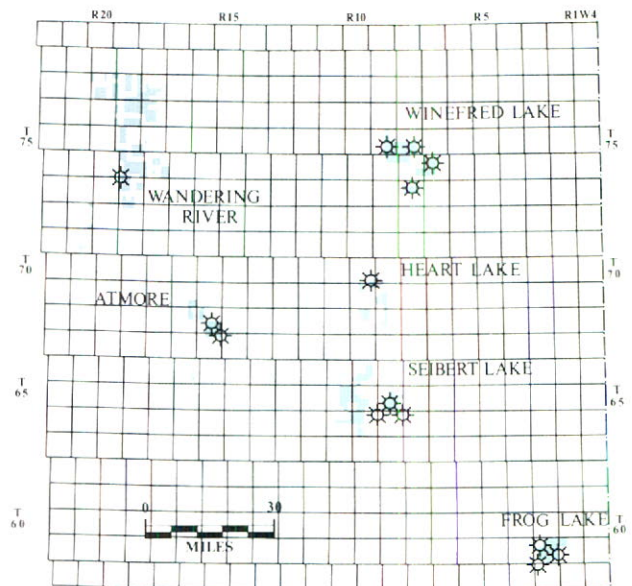 R20 R15 R10 R5 R1W4
WINEFRED LAKE
T
75
T
75
WANDERING
RIVER
T
70
HEART LAKE
T
70
ATMORE
SEIBERT LAKE
T
65
T
65
0 30
MILES
T
60
FROG LAKE
T
60